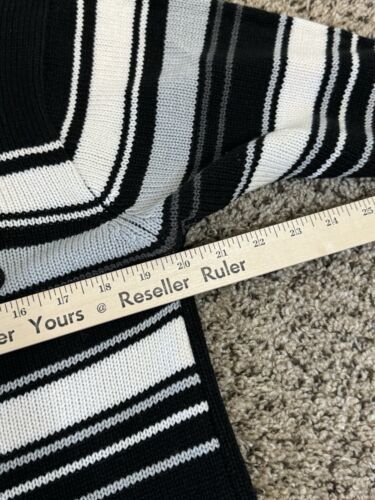 16 17 18 19 20 21 22 23 24 25
er Yours @ Reseller Ruler